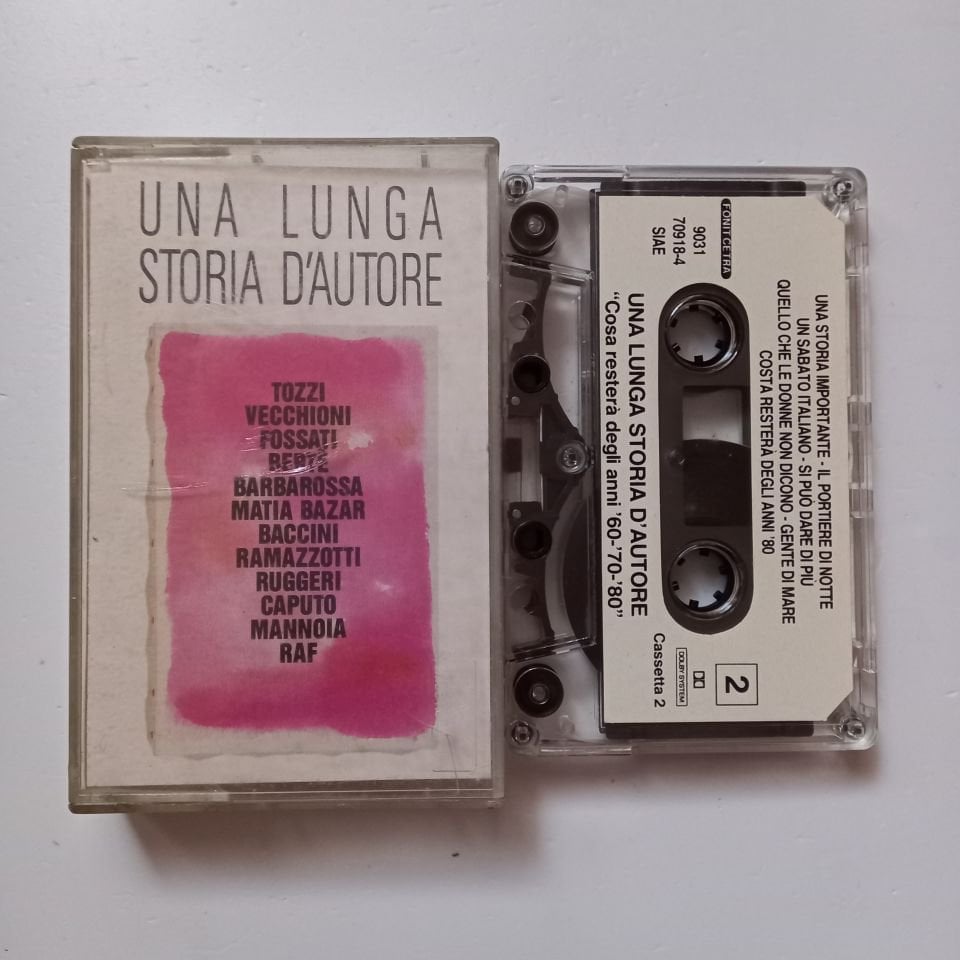 UNA LUNGA
STORIA D'AUTORE
TOZZI
VECCHIONI
FOSSATI
BERTÈ
BARBAROSSA
MATIA BAZAR
BACCINI
RAMAZZOTTI
RUGGERI
CAPUTO
MANNOIA
RAF
UNA STORIA IMPORTANTE - IL PORTIERE DI NOTTE
UN SABATO ITALIANO - SI PUÒ DARE DI PIÙ
QUELLO CHE LE DONNE NON DICONO - GENTE DI MARE
COSTA RESTERÀ DEGLI ANNI '80
FONIT CETRA
9031
70918-4
SIAE
2
DOLBY SYSTEM
UNA LUNGA STORIA D'AUTORE
"Cosa resterà degli anni '60-'70-'80"
Cassetta 2